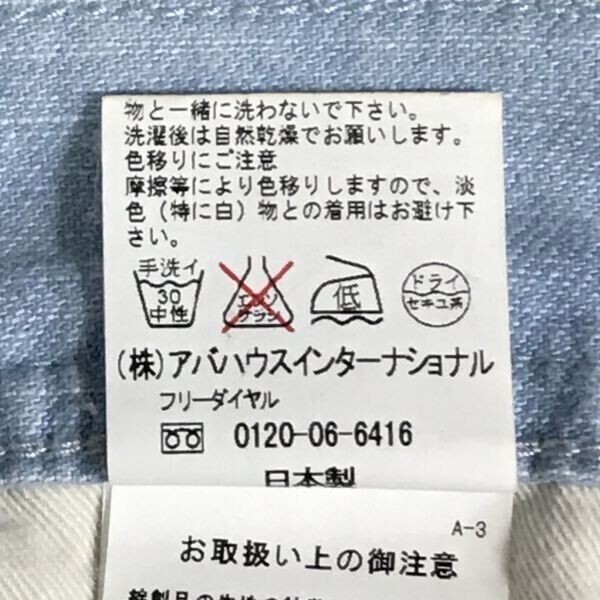 物と一緒に洗わないで下さい。
洗濯後は自然乾燥でお願いします。
色移りにご注意
摩擦等により色移りしますので、淡
色（特に白）物との着用はお避け下
さい。
手洗イ
30
中性
エンソ
サラシ
低
ドライ
セキユ系
(株)アバハウスインターナショナル
フリーダイヤル
0120-06-6416
日本製
A-3
お取扱い上の御注意